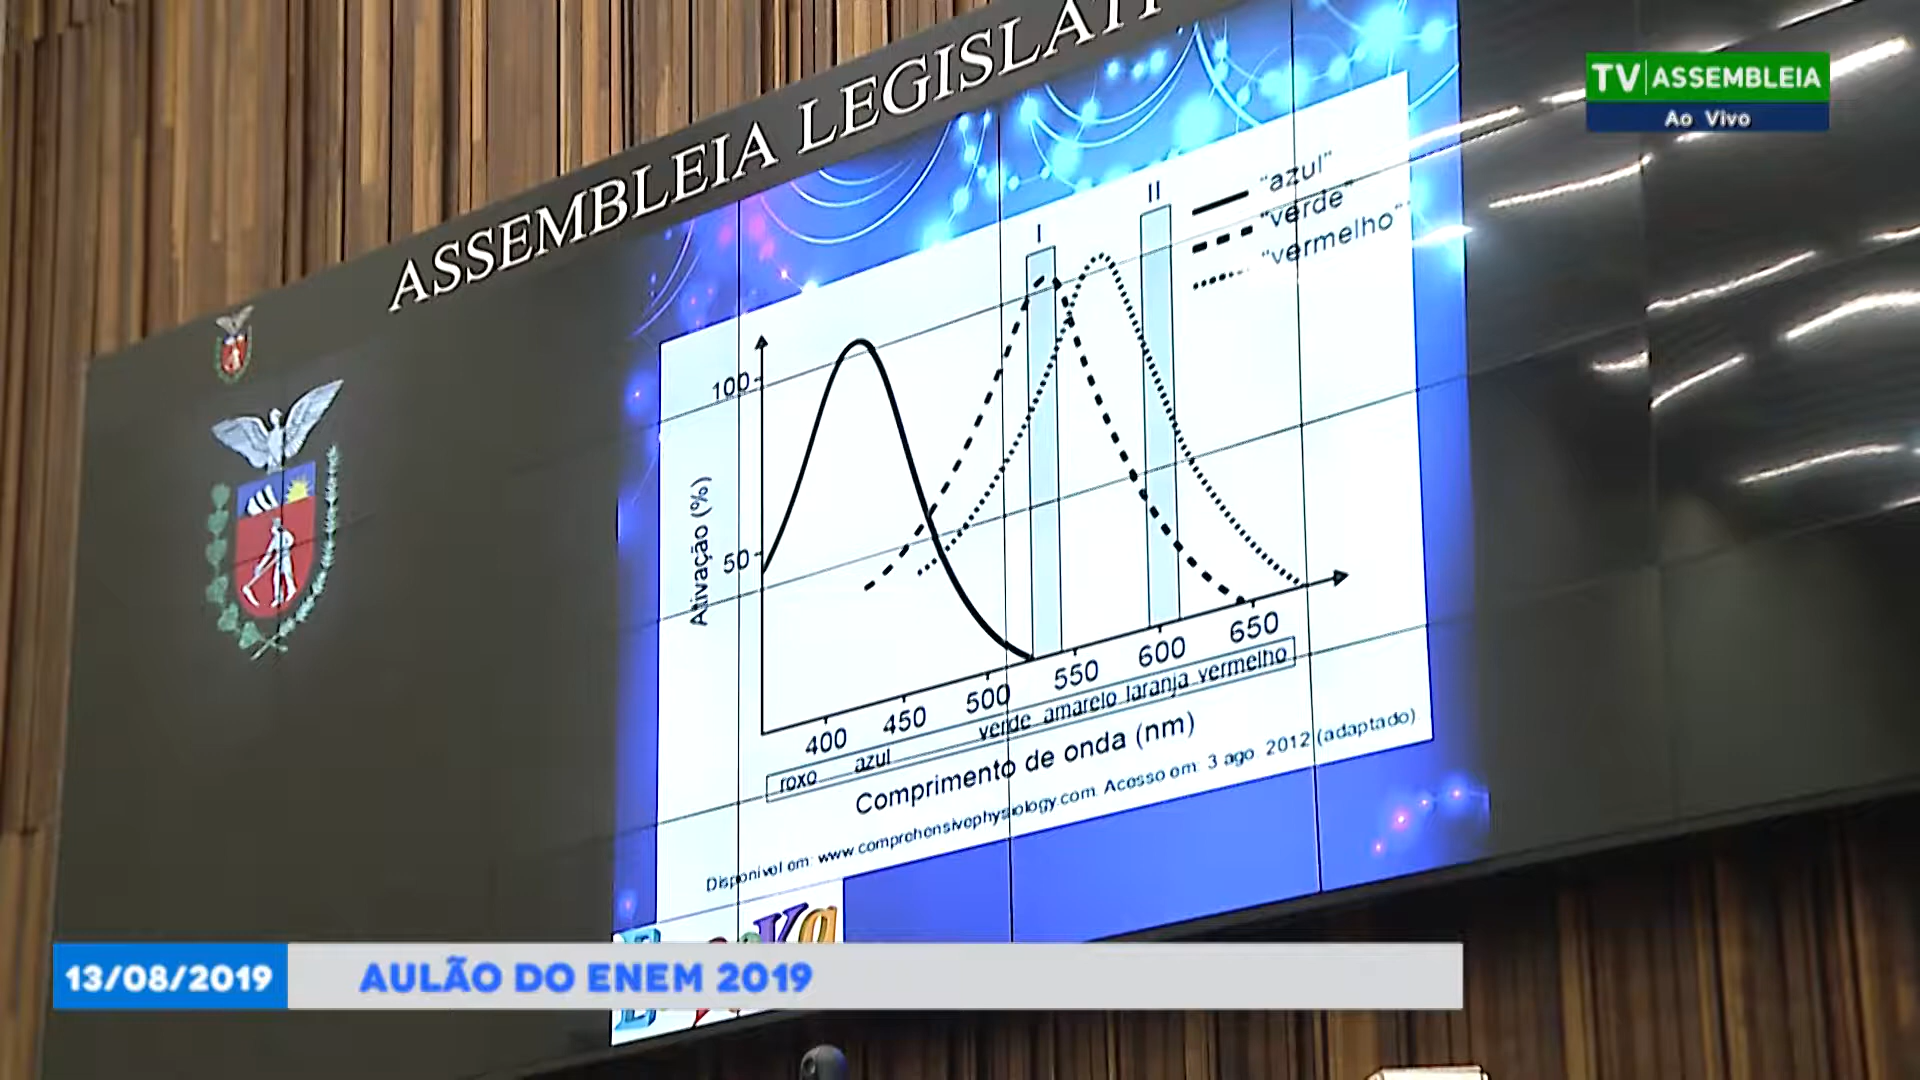 TV ASSEMBLEIA
Ao Vivo
ASSEMBLEIA LEGISLATI
"azul"
"verde"
"vermelho"
I
II
100
50
Ativação (%)
400 450 500 550 600 650
roxo azul verde amarelo laranja vermelho
Comprimento de onda (nm)
Disponível em: www.comprehensivephysiology.com. Acesso em: 3 ago. 2012 (adaptado)
13/08/2019
AULÃO DO ENEM 2019